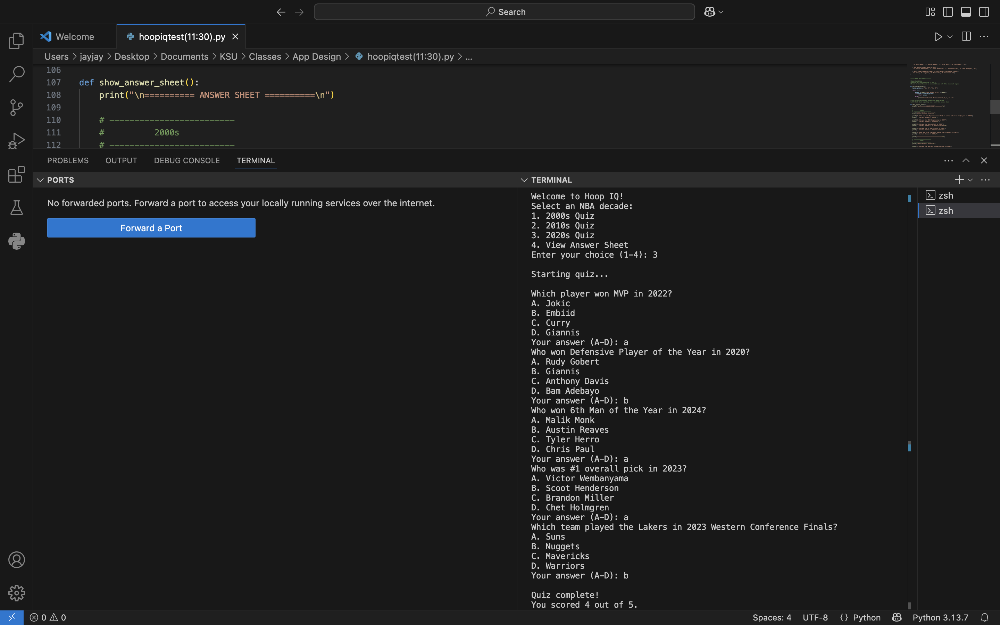 Search
Welcome
hoopiqtest(11:30).py
Users > jayjay > Desktop > Documents > KSU > Classes > App Design > hoopiqtest(11:30).py > ...
106
107 def show_answer_sheet():
108 print("\n========== ANSWER SHEET ==========\n")
109
110 # -------------------------
111 # 2000s
112 # -------------------------
PROBLEMS OUTPUT DEBUG CONSOLE TERMINAL
PORTS
No forwarded ports. Forward a port to access your locally running services over the internet.
Forward a Port
TERMINAL
Welcome to Hoop IQ!
Select an NBA decade:
1. 2000s Quiz
2. 2010s Quiz
3. 2020s Quiz
4. View Answer Sheet
Enter your choice (1-4): 3
Starting quiz...
Which player won MVP in 2022?
A. Jokic
B. Embiid
C. Curry
D. Giannis
Your answer (A-D): a
Who won Defensive Player of the Year in 2020?
A. Rudy Gobert
B. Giannis
C. Anthony Davis
D. Bam Adebayo
Your answer (A-D): b
Who won 6th Man of the Year in 2024?
A. Malik Monk
B. Austin Reaves
C. Tyler Herro
D. Chris Paul
Your answer (A-D): a
Who was #1 overall pick in 2023?
A. Victor Wembanyama
B. Scoot Henderson
C. Brandon Miller
D. Chet Holmgren
Your answer (A-D): a
Which team played the Lakers in 2023 Western Conference Finals?
A. Suns
B. Nuggets
C. Mavericks
D. Warriors
Your answer (A-D): b
Quiz complete!
You scored 4 out of 5.
zsh
zsh
0 0
Spaces: 4 UTF-8 {} Python Python 3.13.7